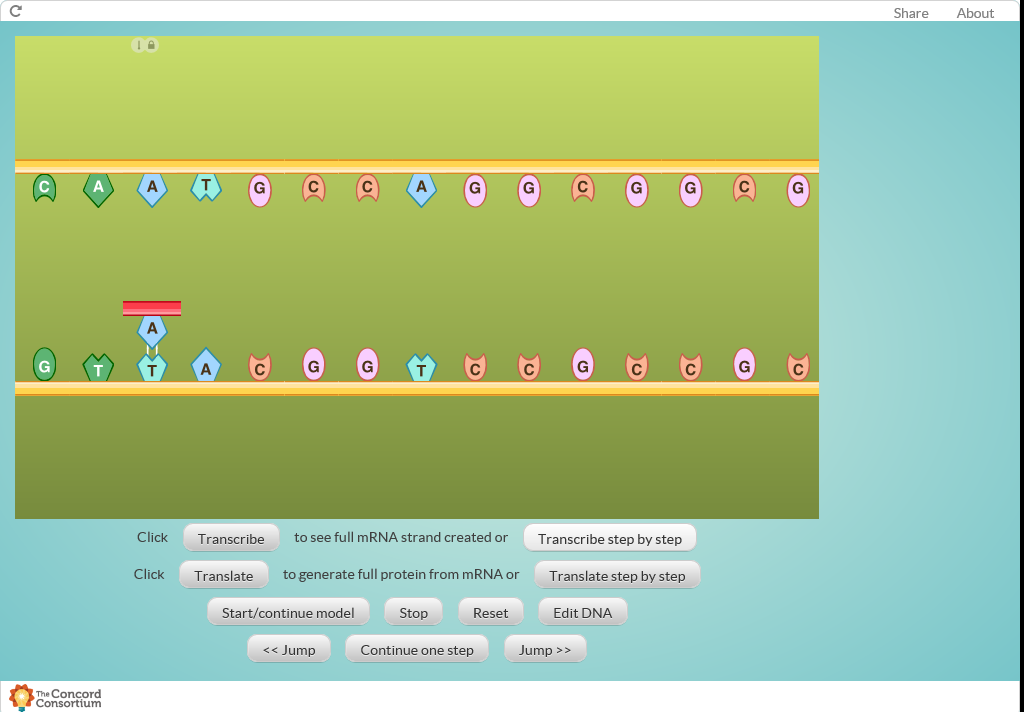 Share About
C A A T G C C A G G C G G C G
A
G T T A C G G T C C G C C G C
Click Transcribe to see full mRNA strand created or Transcribe step by step
Click Translate to generate full protein from mRNA or Translate step by step
Start/continue model Stop Reset Edit DNA
<< Jump Continue one step Jump >>
The Concord
Consortium